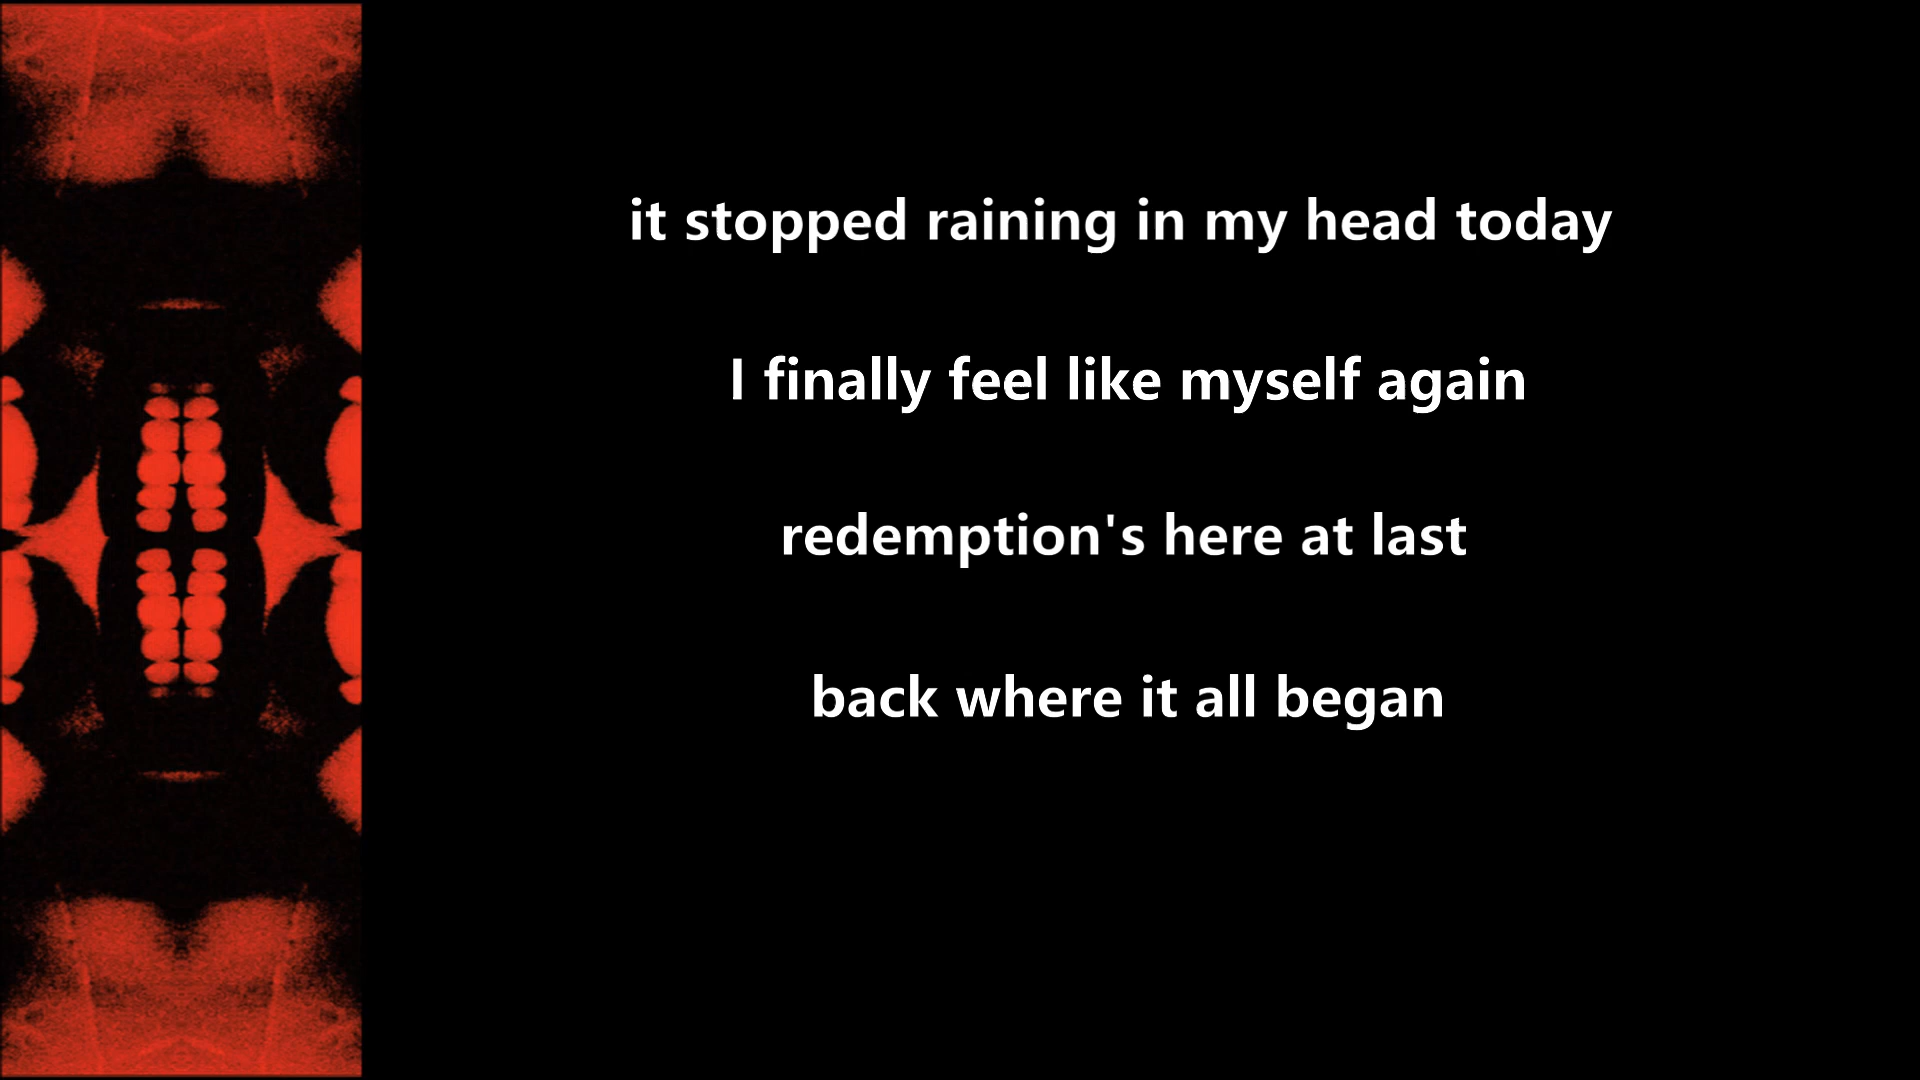 it stopped raining in my head today
I finally feel like myself again
redemption's here at last
back where it all began